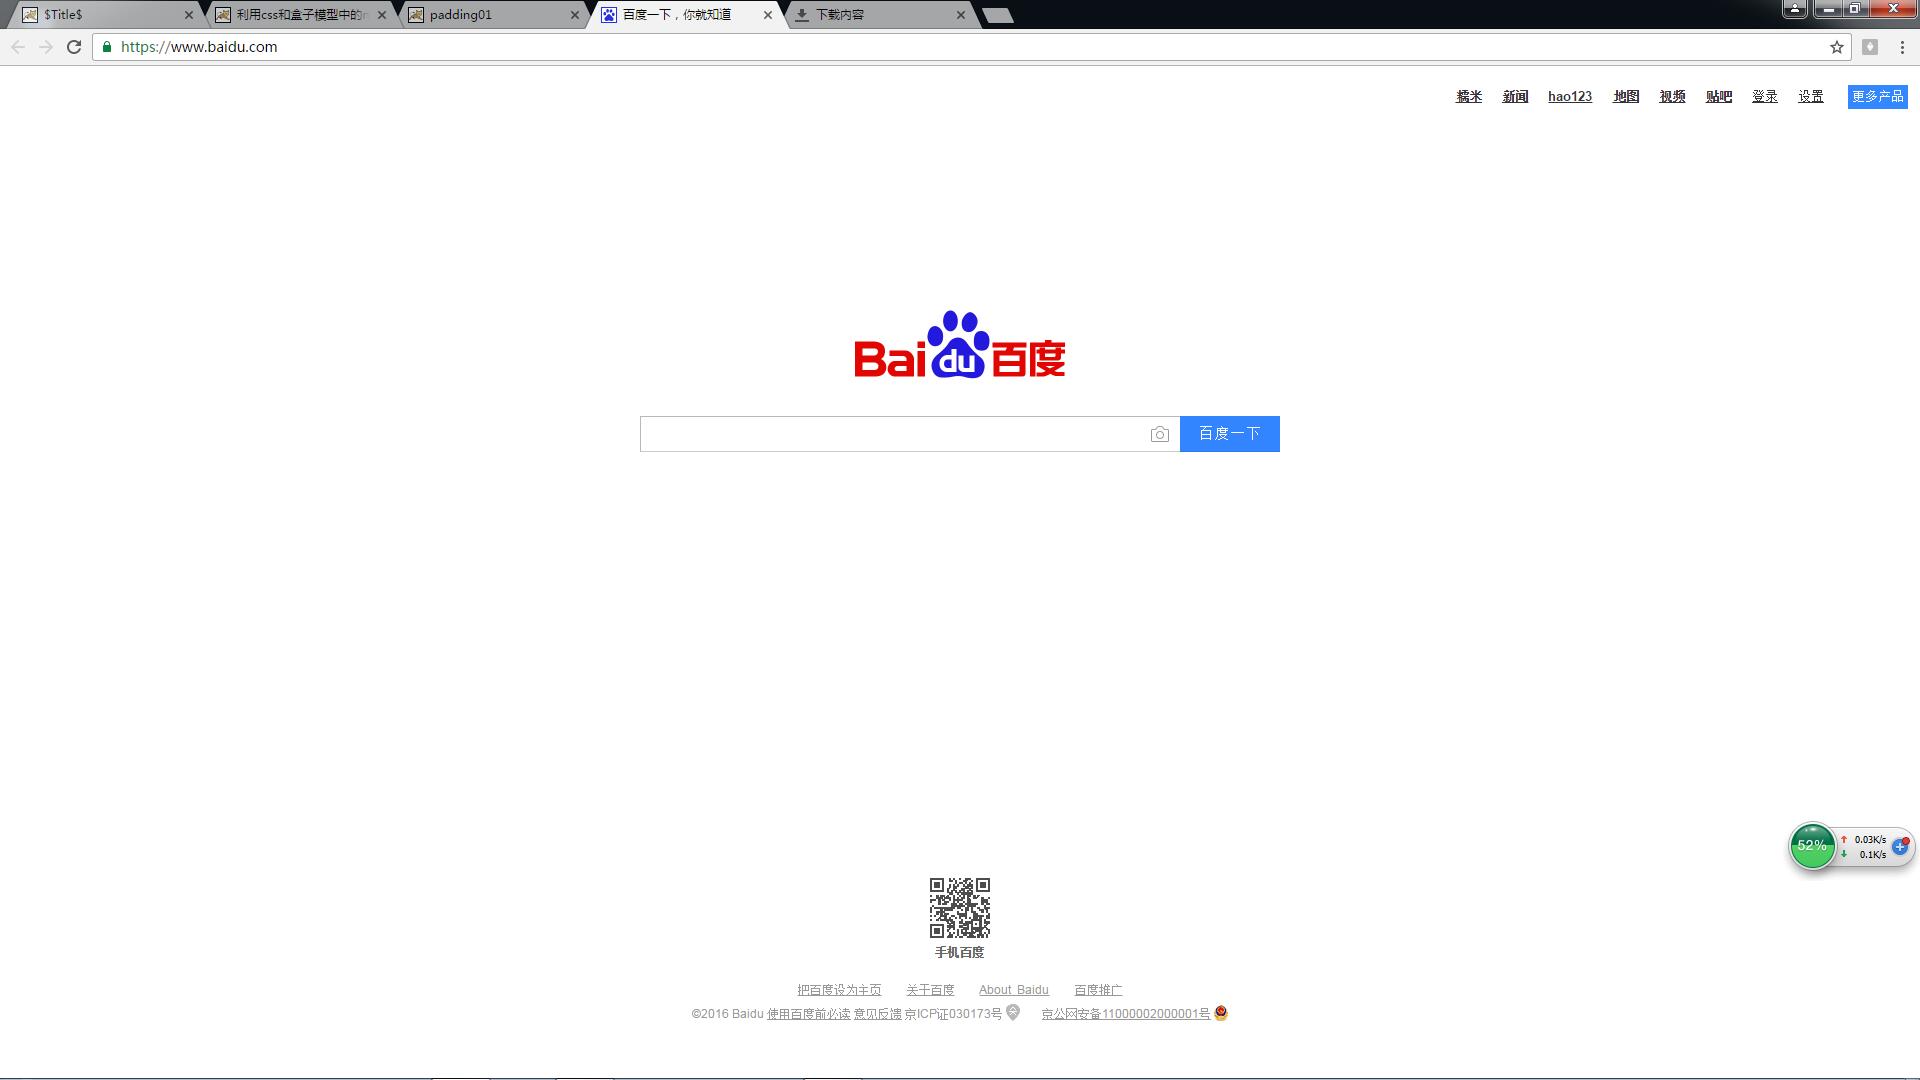 $Title$
利用css和盒子模型中的
padding01
百度一下，你就知道
下载内容
https://www.baidu.com
糯米 新闻 hao123 地图 视频 贴吧 登录 设置 更多产品
Bai du 百度
百度一下
52%
0.03K/s
0.1K/s
手机百度
把百度设为主页 关于百度 About Baidu 百度推广
©2016 Baidu 使用百度前必读 意见反馈 京ICP证030173号 京公网安备11000002000001号